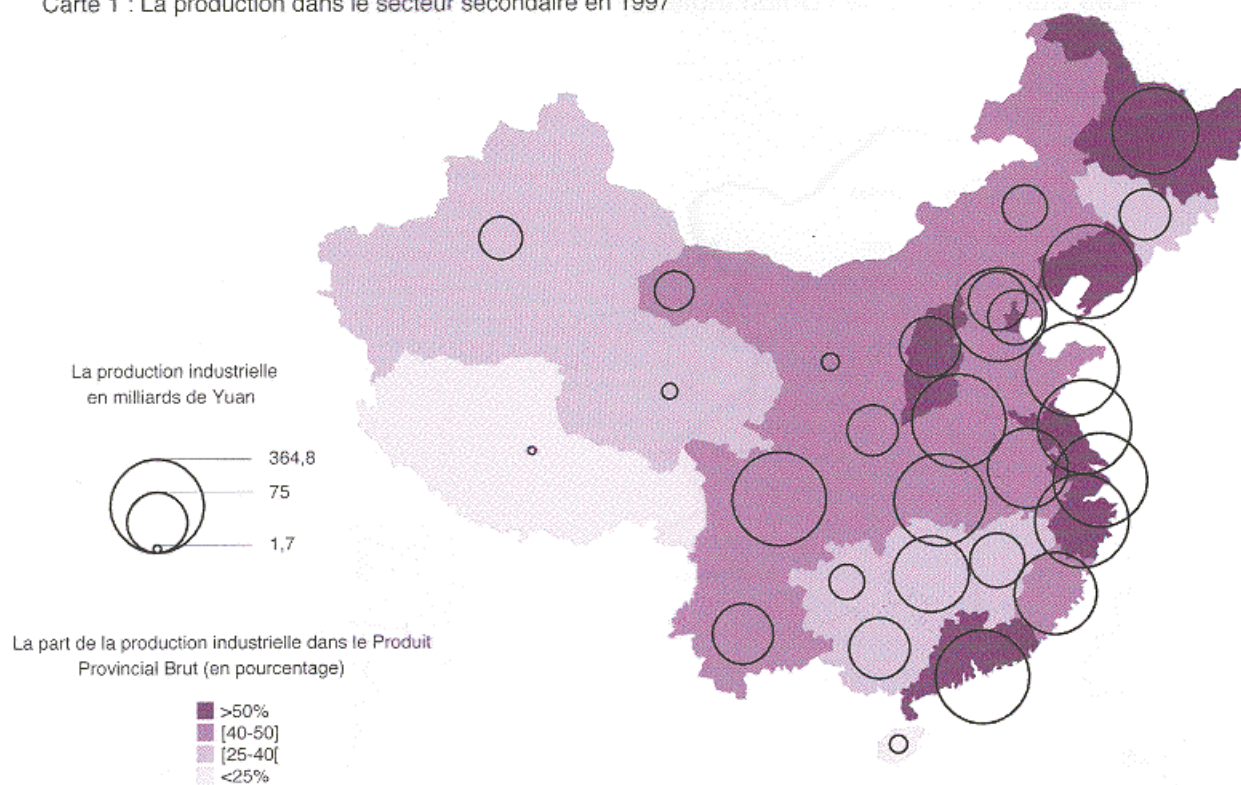 Carte 1 : La production dans le secteur secondaire en 1997
La production industrielle
en milliards de Yuan
364,8
75
1,7
La part de la production industrielle dans le Produit
Provincial Brut (en pourcentage)
>50%
[40-50]
[25-40[
<25%